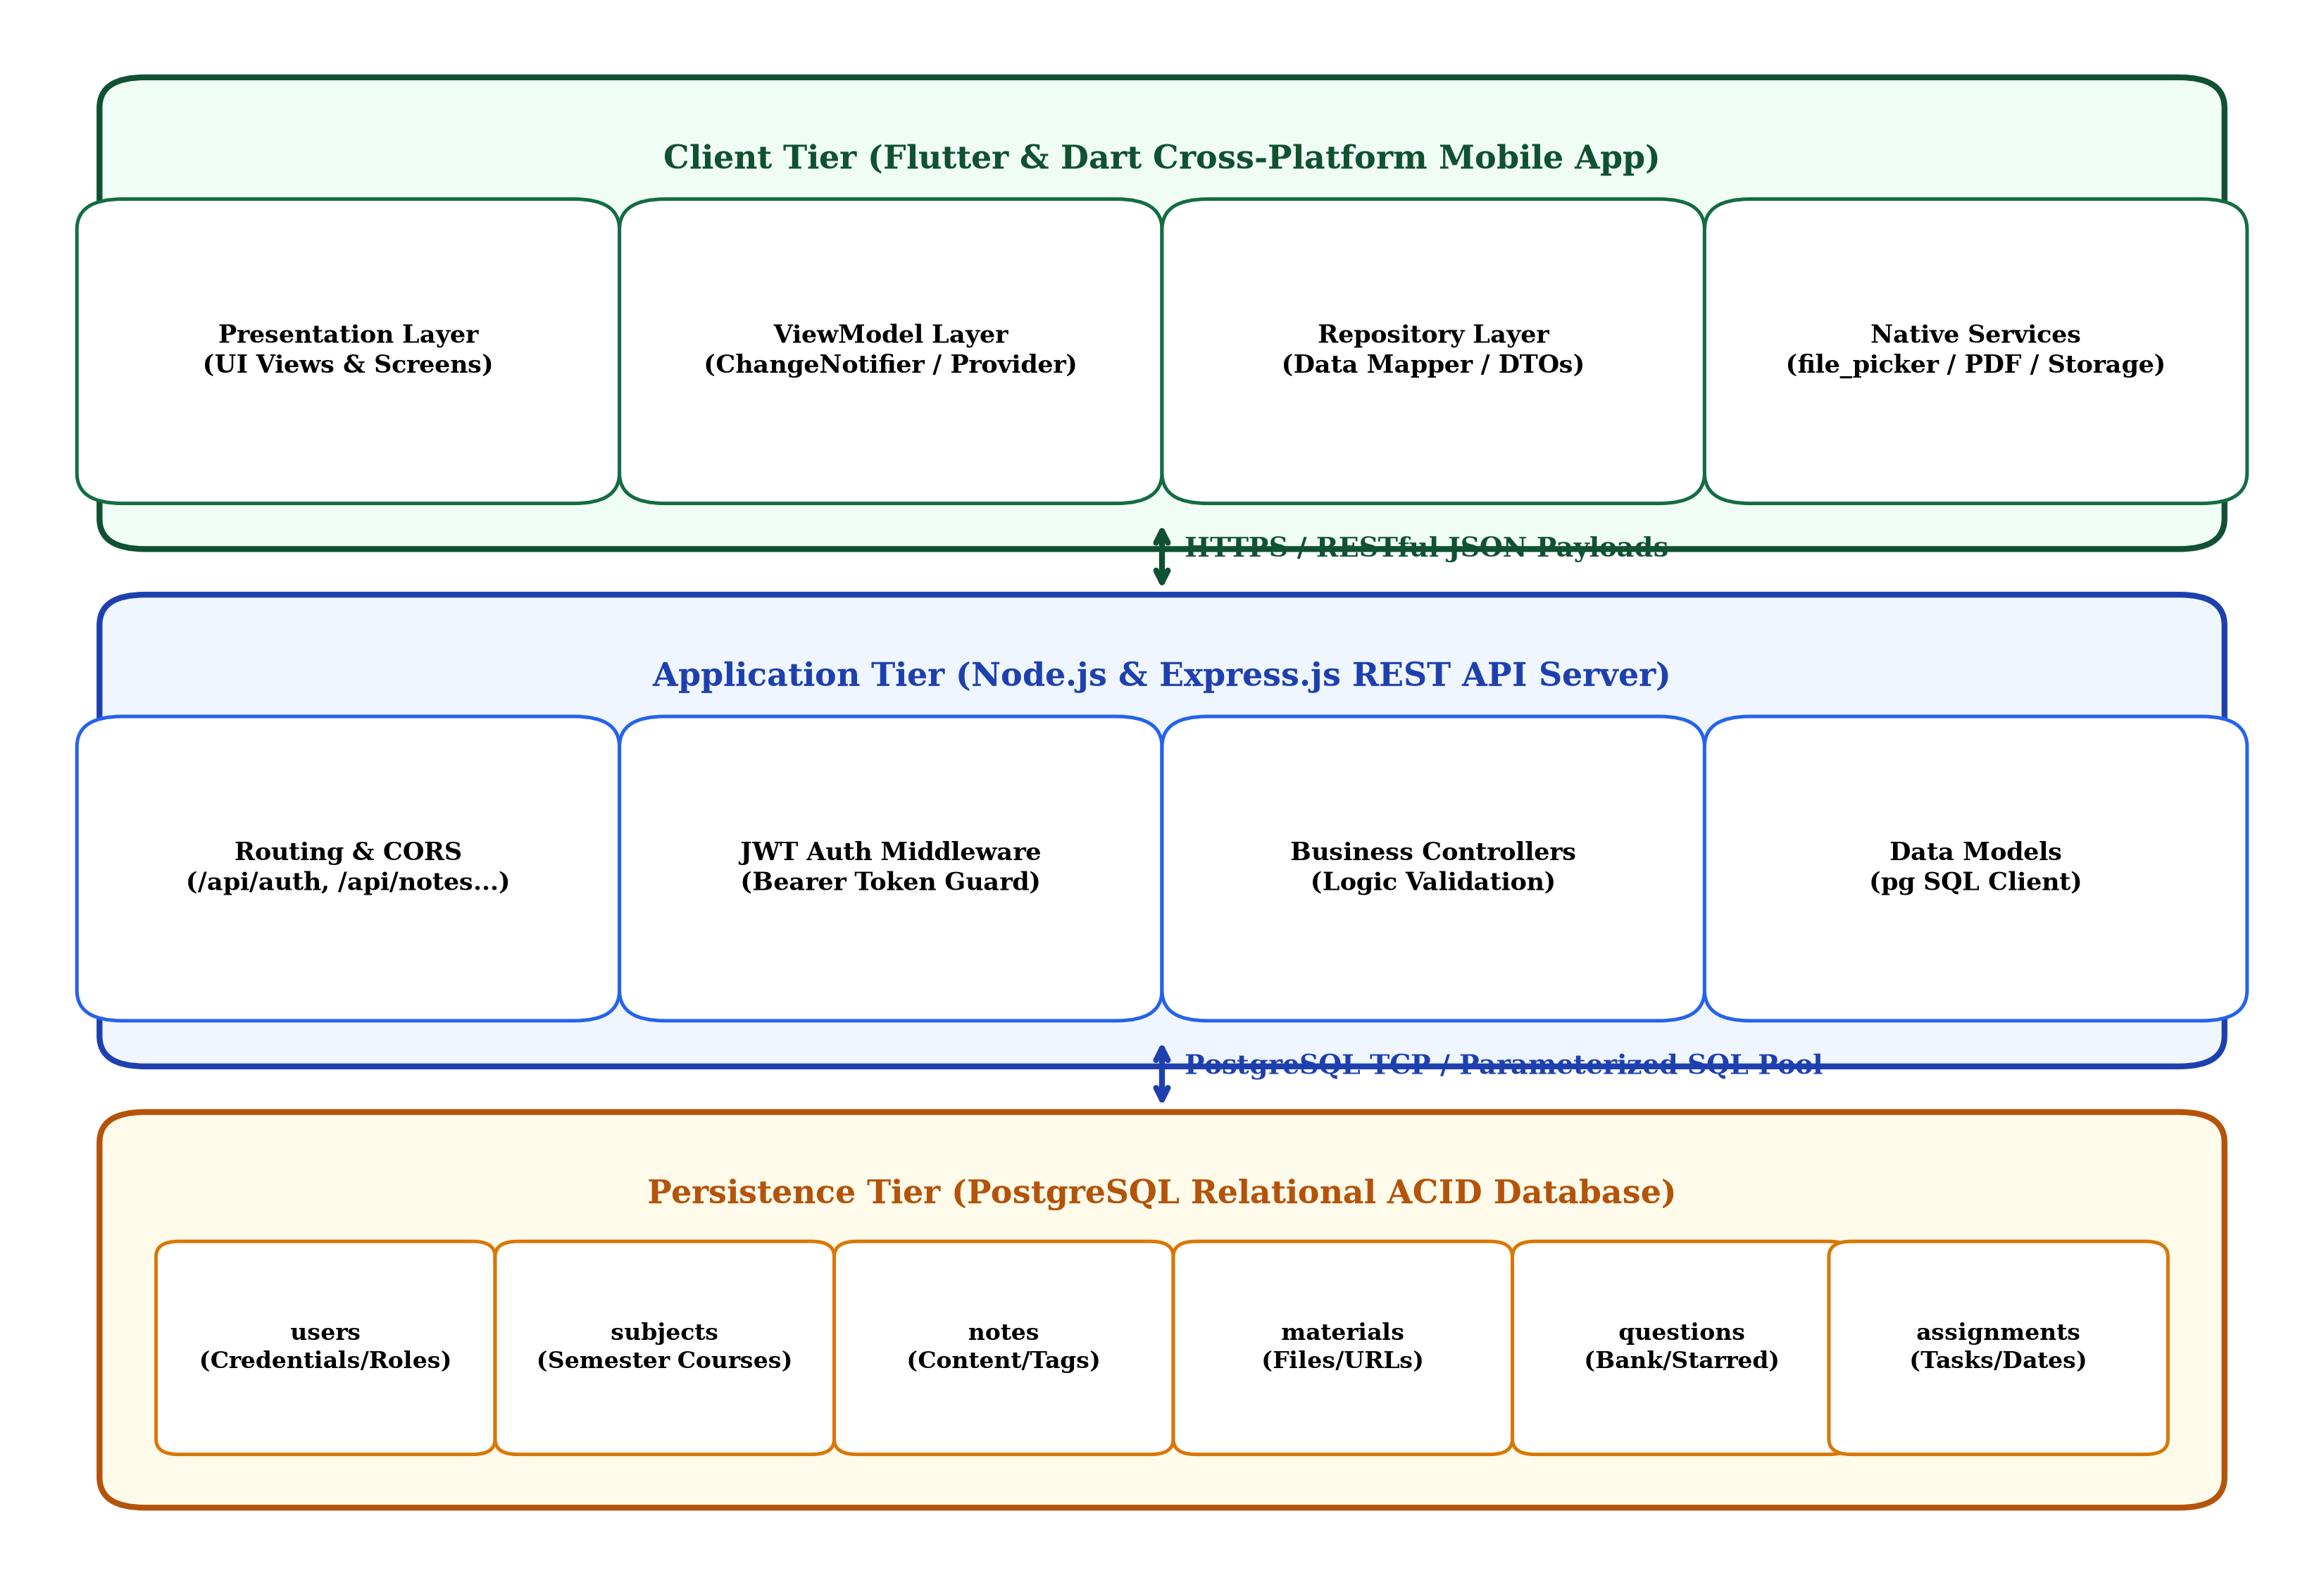 Client Tier (Flutter & Dart Cross-Platform Mobile App)
Presentation Layer
(UI Views & Screens)
ViewModel Layer
(ChangeNotifier / Provider)
Repository Layer
(Data Mapper / DTOs)
Native Services
(file_picker / PDF / Storage)
HTTPS / RESTful JSON Payloads
Application Tier (Node.js & Express.js REST API Server)
Routing & CORS
(/api/auth, /api/notes...)
JWT Auth Middleware
(Bearer Token Guard)
Business Controllers
(Logic Validation)
Data Models
(pg SQL Client)
PostgreSQL TCP / Parameterized SQL Pool
Persistence Tier (PostgreSQL Relational ACID Database)
users
(Credentials/Roles)
subjects
(Semester Courses)
notes
(Content/Tags)
materials
(Files/URLs)
questions
(Bank/Starred)
assignments
(Tasks/Dates)